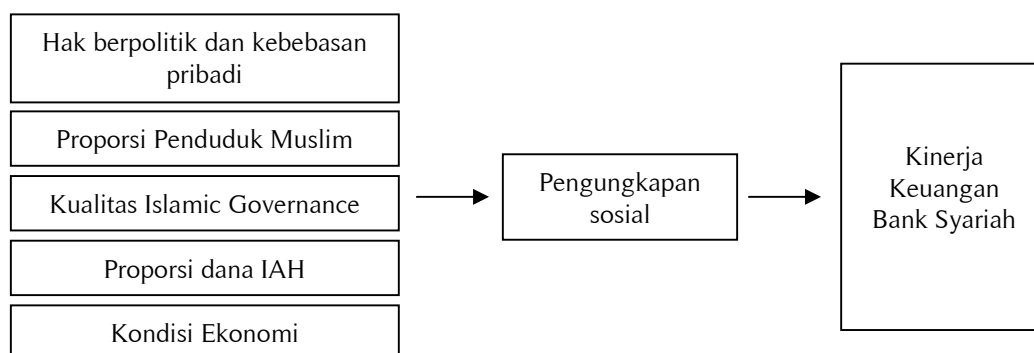 Hak berpolitik dan kebebasan
pribadi
Proporsi Penduduk Muslim
Kualitas Islamic Governance
Proporsi dana IAH
Kondisi Ekonomi
Pengungkapan
sosial
Kinerja
Keuangan
Bank Syariah